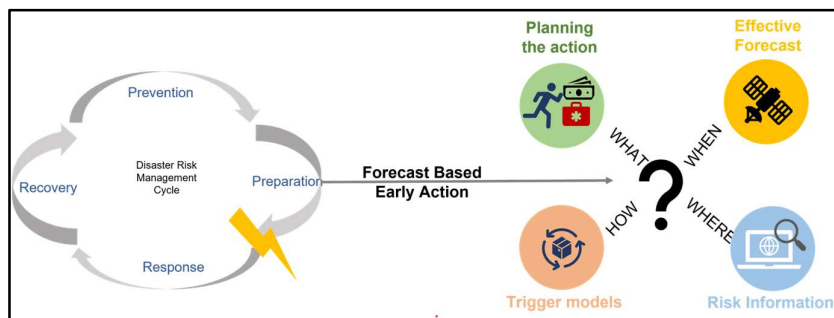 Planning
the action
Effective
Forecast
Prevention
Disaster Risk
Management
Cycle
Recovery
Preparation
Response
Forecast Based
Early Action
WHAT
WHEN
?
HOW
WHERE
Trigger models
Risk Information